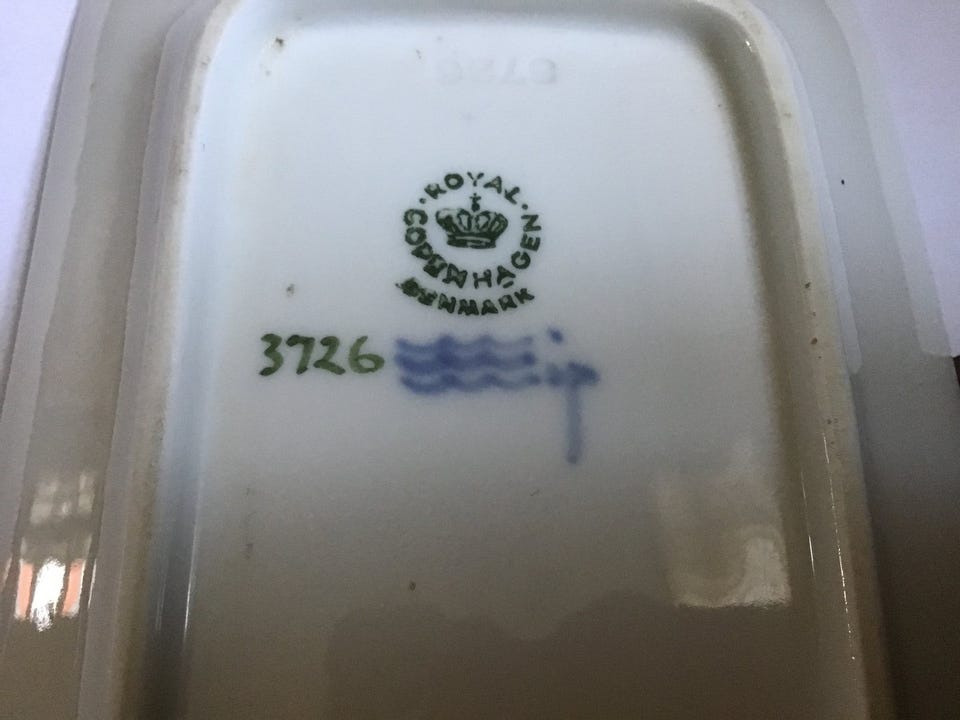 ROYAL
COPENHAGEN
DENMARK
3726